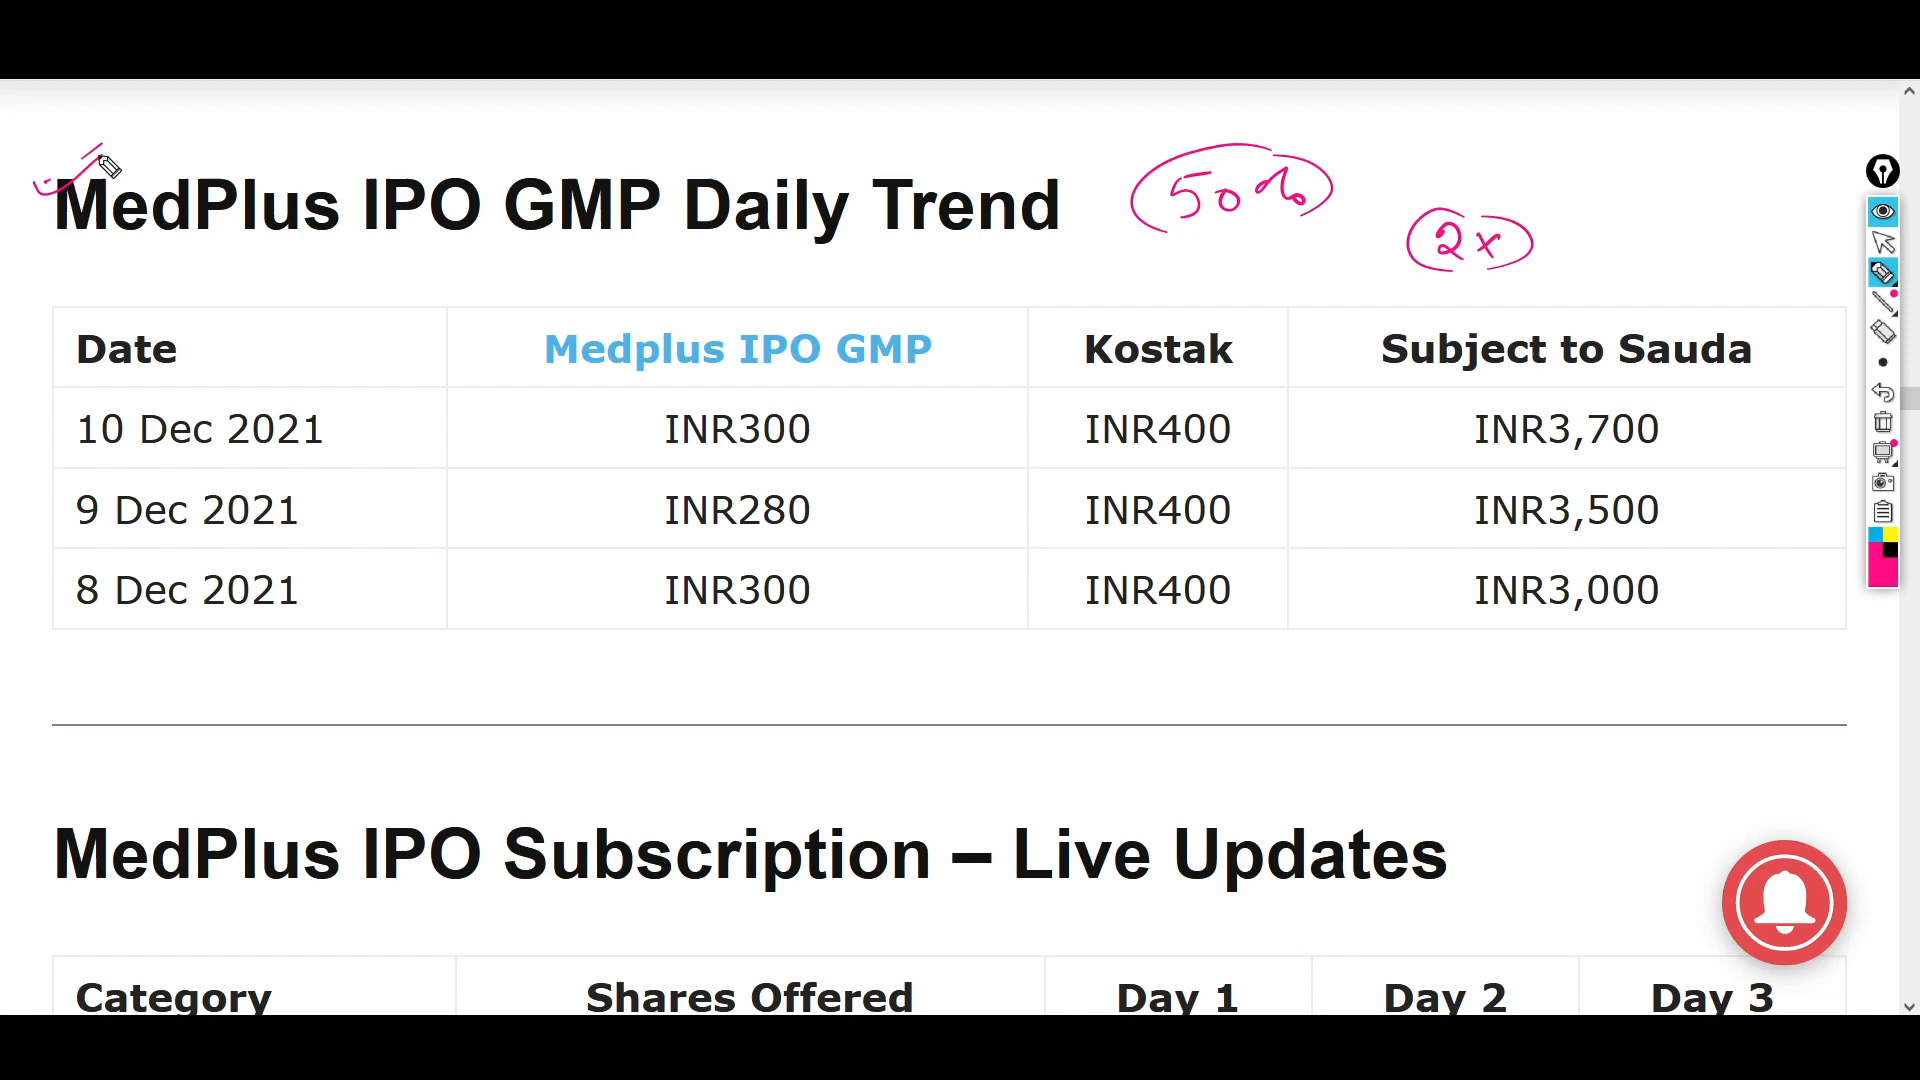 MedPlus IPO GMP Daily Trend
50%
2x
Date Medplus IPO GMP Kostak Subject to Sauda
10 Dec 2021 INR300 INR400 INR3,700
9 Dec 2021 INR280 INR400 INR3,500
8 Dec 2021 INR300 INR400 INR3,000
MedPlus IPO Subscription – Live Updates
Category Shares Offered Day 1 Day 2 Day 3